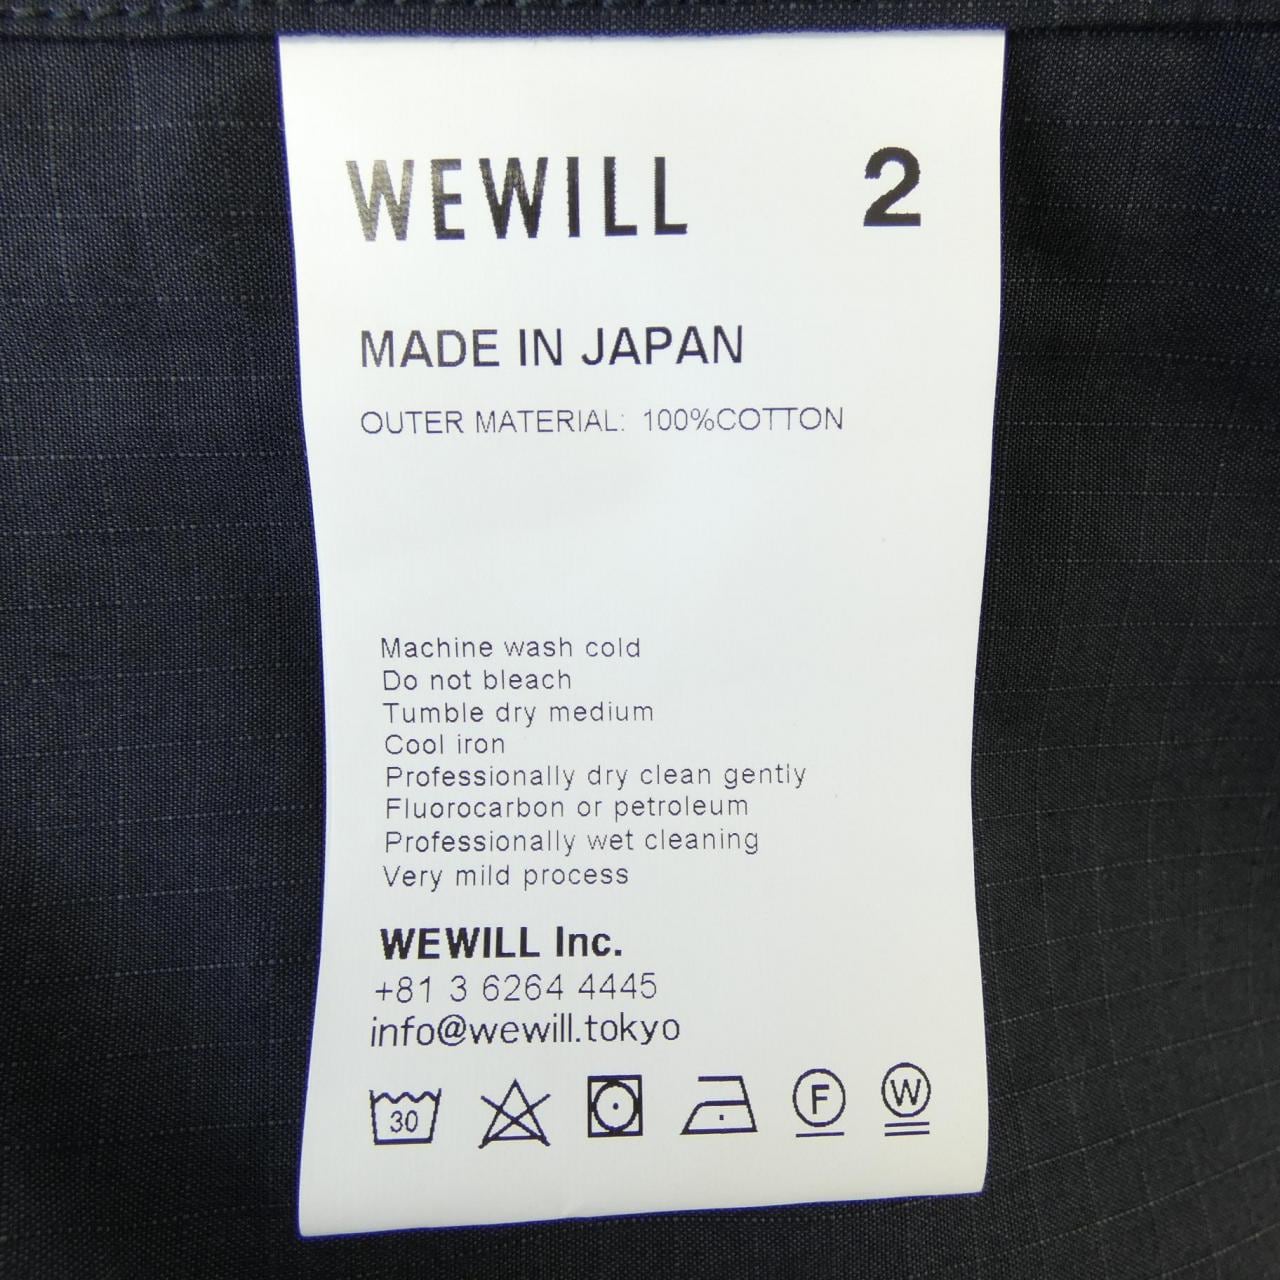 WEWILL 2
MADE IN JAPAN
OUTER MATERIAL: 100%COTTON
Machine wash cold
Do not bleach
Tumble dry medium
Cool iron
Professionally dry clean gently
Fluorocarbon or petroleum
Professionally wet cleaning
Very mild process
WEWILL Inc.
+81 3 6264 4445
info@wewill.tokyo
30 F W